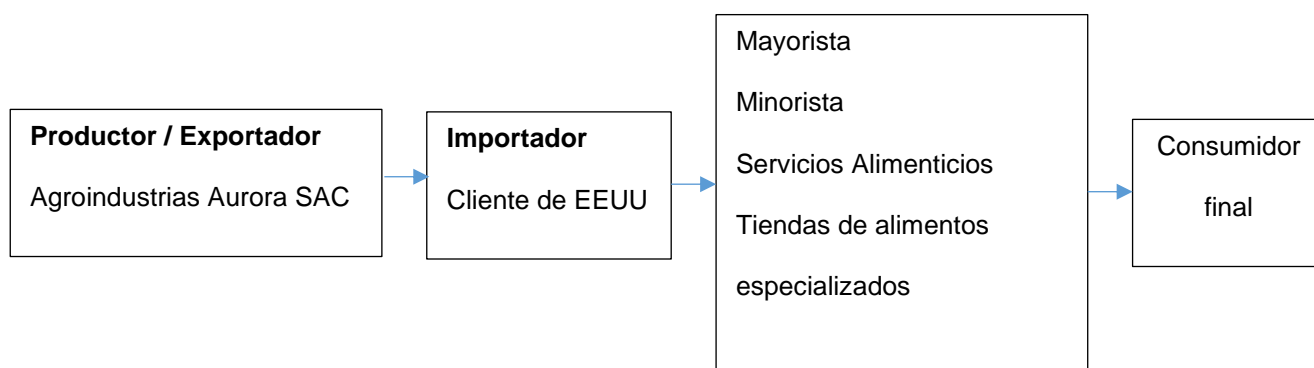 Productor / Exportador
Agroindustrias Aurora SAC
Importador
Cliente de EEUU
Mayorista
Minorista
Servicios Alimenticios
Tiendas de alimentos
especializados
Consumidor
final